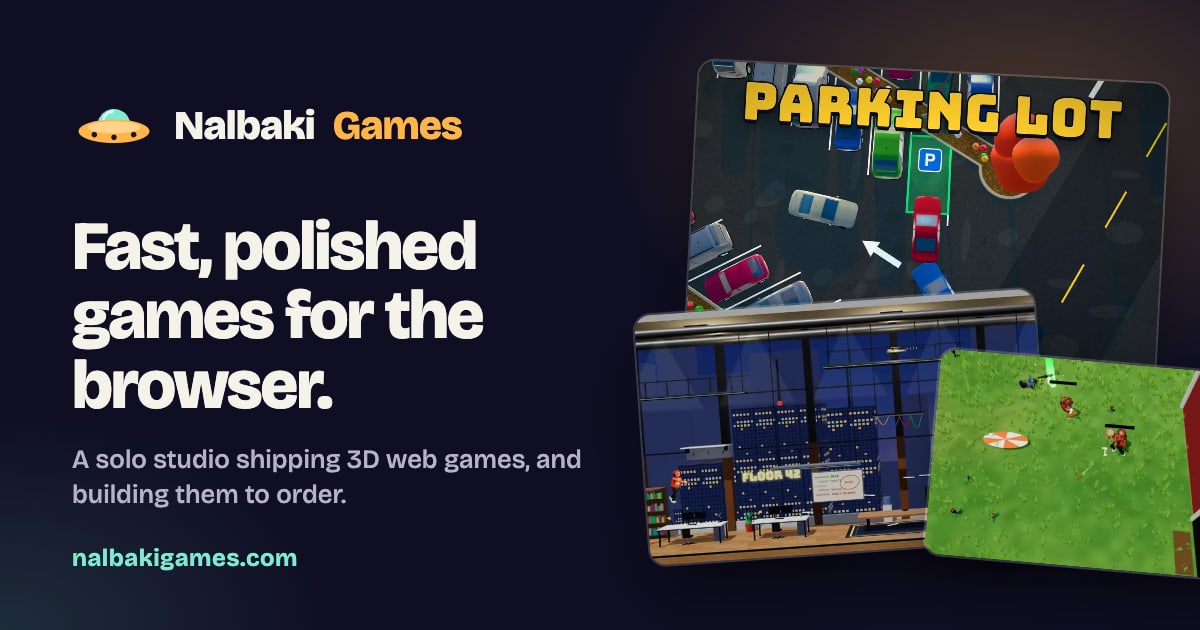 Nalbaki Games
Fast, polished
games for the
browser.
A solo studio shipping 3D web games, and
building them to order.
nalbakigames.com
PARKING LOT
P
FLOOR 42